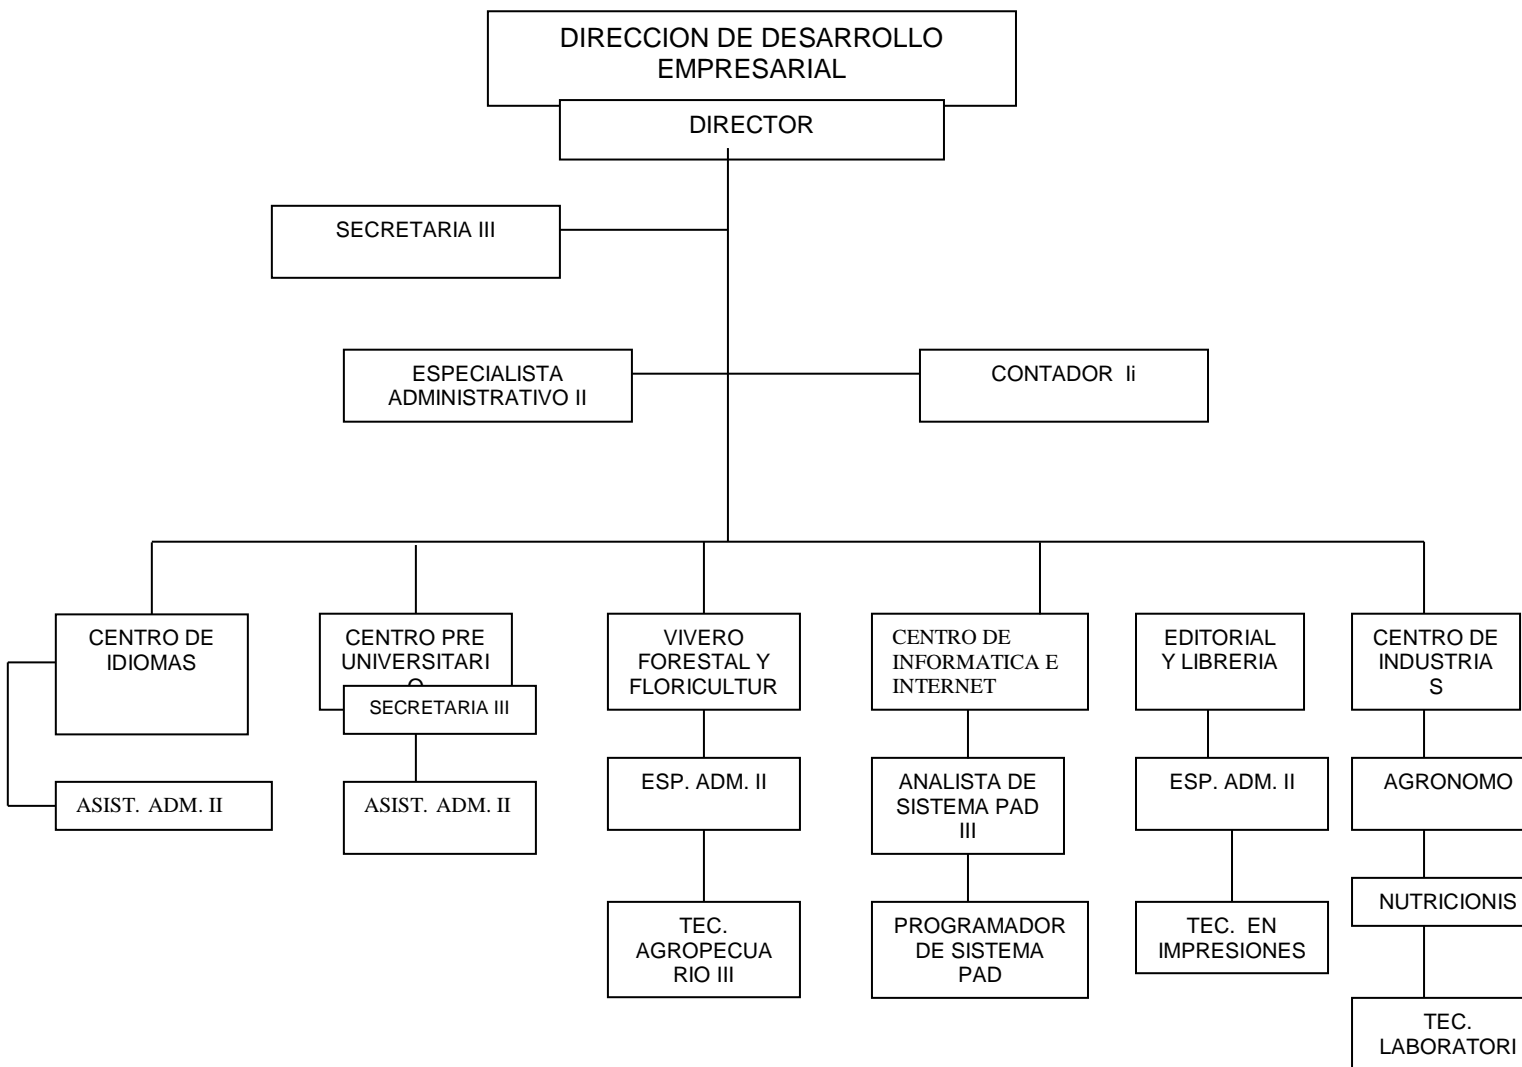 DIRECCION DE DESARROLLO
EMPRESARIAL
DIRECTOR
SECRETARIA III
ESPECIALISTA
ADMINISTRATIVO II
CONTADOR Ii
CENTRO DE
IDIOMAS
CENTRO PRE
UNIVERSITARI
SECRETARIA III
VIVERO
FORESTAL Y
FLORICULTUR
CENTRO DE
INFORMATICA E
INTERNET
EDITORIAL
Y LIBRERIA
CENTRO DE
INDUSTRIA
S
ASIST. ADM. II
ASIST. ADM. II
ESP. ADM. II
ANALISTA DE
SISTEMA PAD
III
ESP. ADM. II
AGRONOMO
TEC.
AGROPECUA
RIO III
PROGRAMADOR
DE SISTEMA
PAD
TEC. EN
IMPRESIONES
NUTRICIONIS
TEC.
LABORATORI